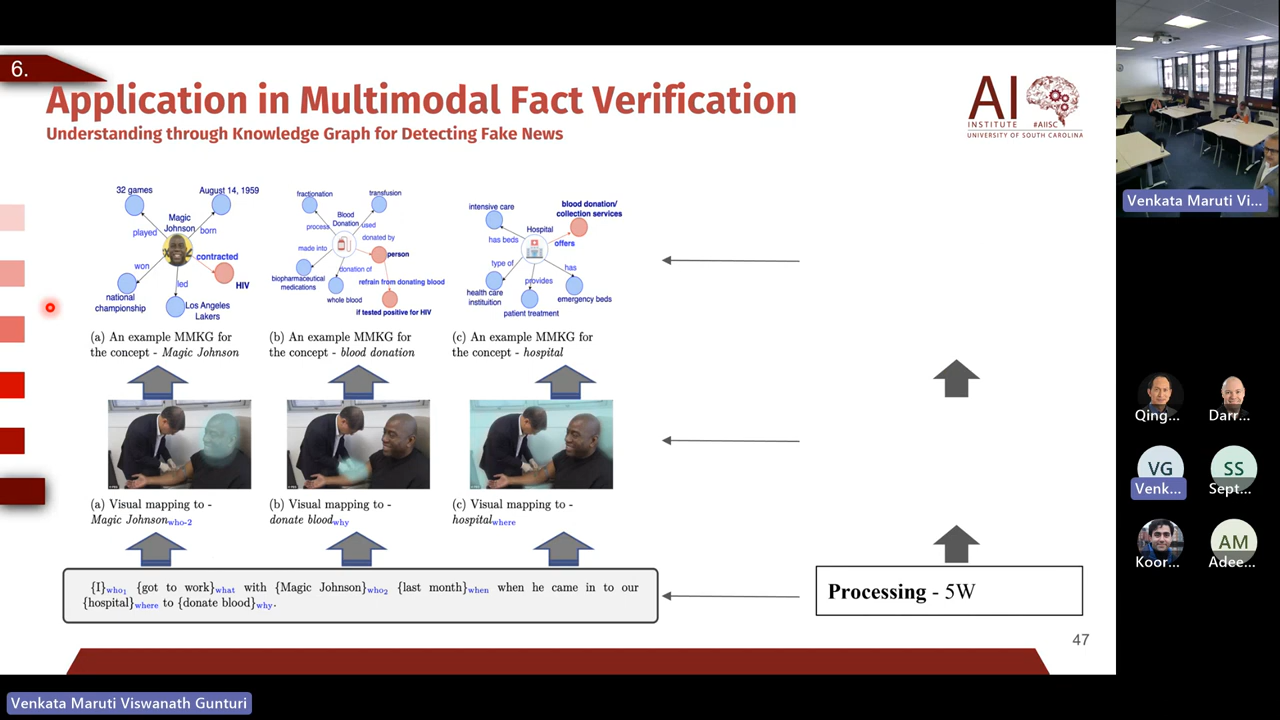 6.
Application in Multimodal Fact Verification
Understanding through Knowledge Graph for Detecting Fake News
AI
INSTITUTE #AIISC
UNIVERSITY OF SOUTH CAROLINA
32 games
August 14, 1959
Magic
Johnson
played
born
contracted
HIV
won
led
national
championship
Los Angeles
Lakers
(a) An example MMKG for
the concept - Magic Johnson
fractionation
transfusion
Blood
Donation
process
used
donated by
made into
person
donation of
biopharmaceutical
medications
refrain from donating blood
whole blood
if tested positive for HIV
(b) An example MMKG for
the concept - blood donation
intensive care
blood donation/
collection services
Hospital
has beds
offers
type of
has
provides
health care
instituition
emergency beds
patient treatment
(c) An example MMKG for
the concept - hospital
(a) Visual mapping to -
Magic Johnsonwho-2
(b) Visual mapping to -
donate bloodwhy
(c) Visual mapping to -
hospitalwhere
{I}who1 {got to work}what with {Magic Johnson}who2 {last month}when when he came in to our
{hospital}where to {donate blood}why.
Processing - 5W
47
Venkata Maruti Vi...
Qing...
Darr...
VG
Venk...
SS
Sept...
Koor...
AM
Adee...
Venkata Maruti Viswanath Gunturi